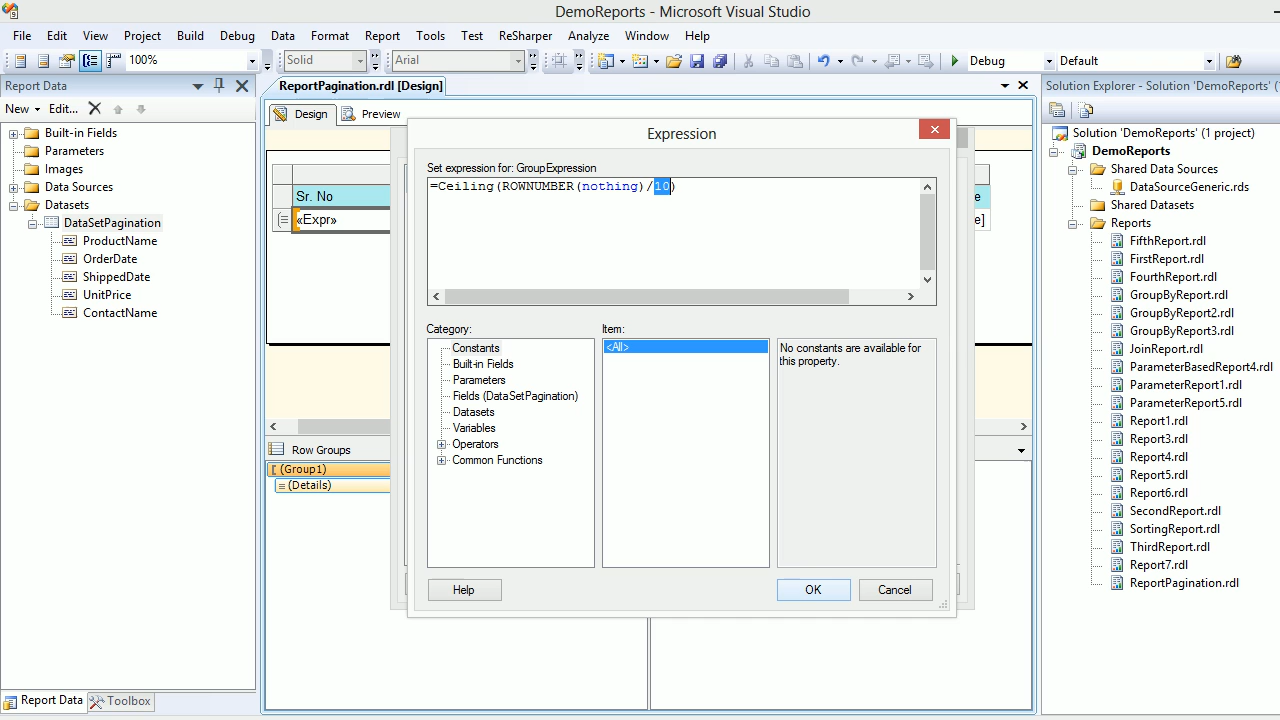 DemoReports - Microsoft Visual Studio
File Edit View Project Build Debug Data Format Report Tools Test ReSharper Analyze Window Help
100% Solid Arial Debug Default
Report Data
New Edit...
Built-in Fields
Parameters
Images
Data Sources
Datasets
DataSetPagination
ProductName
OrderDate
ShippedDate
UnitPrice
ContactName
Report Data Toolbox
ReportPagination.rdl [Design]
Design Preview
Sr. No
«Expr»
e
e]
Row Groups
(Group1)
(Details)
Expression
Set expression for: GroupExpression
=Ceiling(ROWNUMBER(nothing)/10)
Category:
Constants
Built-in Fields
Parameters
Fields (DataSetPagination)
Datasets
Variables
Operators
Common Functions
Item:
<All>
No constants are available for
this property.
Help OK Cancel
Solution Explorer - Solution 'DemoReports' (1
Solution 'DemoReports' (1 project)
DemoReports
Shared Data Sources
DataSourceGeneric.rds
Shared Datasets
Reports
FifthReport.rdl
FirstReport.rdl
FourthReport.rdl
GroupByReport.rdl
GroupByReport2.rdl
GroupByReport3.rdl
JoinReport.rdl
ParameterBasedReport4.rdl
ParameterReport1.rdl
ParameterReport5.rdl
Report1.rdl
Report3.rdl
Report4.rdl
Report5.rdl
Report6.rdl
SecondReport.rdl
SortingReport.rdl
ThirdReport.rdl
Report7.rdl
ReportPagination.rdl